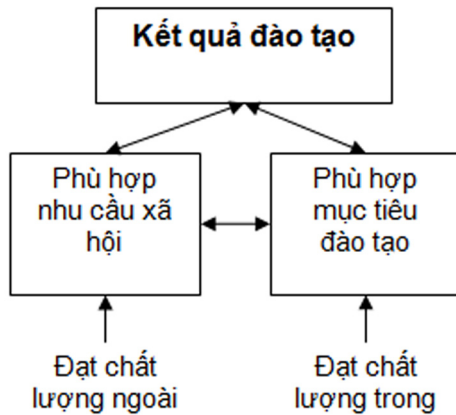 Kết quả đào tạo
Phù hợp
nhu cầu xã
hội
Phù hợp
mục tiêu
đào tạo
Đạt chất
lượng ngoài
Đạt chất
lượng trong